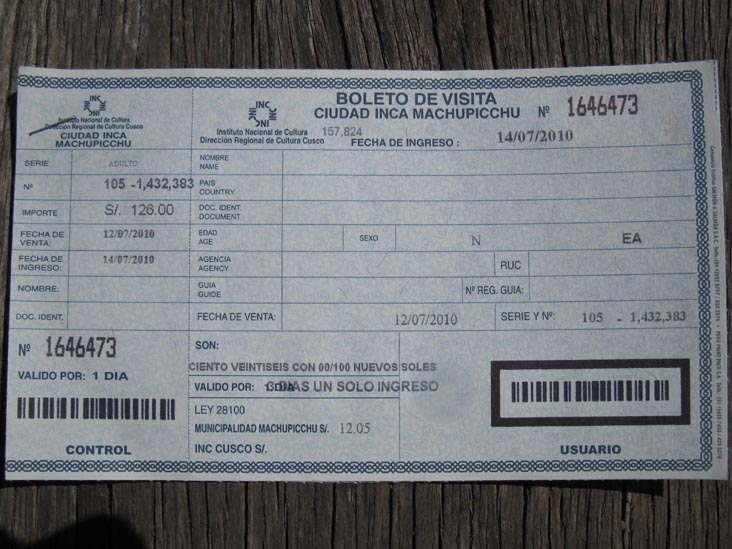 INC
Instituto Nacional de Cultura
Dirección Regional de Cultura Cusco
CIUDAD INCA
MACHUPICCHU
SERIE ADULTO
Nº 105 -1,432,383
IMPORTE S/. 126.00
FECHA DE VENTA: 12/07/2010
FECHA DE INGRESO: 14/07/2010
NOMBRE:
DOC. IDENT.
Nº 1646473
VALIDO POR: 1 DIA
CONTROL
INC
INC
Instituto Nacional de Cultura
Dirección Regional de Cultura Cusco
157,824
BOLETO DE VISITA
CIUDAD INCA MACHUPICCHU Nº 1646473
FECHA DE INGRESO : 14/07/2010
NOMBRE
NAME
PAIS
COUNTRY
DOC. IDENT.
DOCUMENT
EDAD
AGE
SEXO N EA
AGENCIA
AGENCY
RUC
GUIA
GUIDE
Nº REG. GUIA:
FECHA DE VENTA: 12/07/2010 SERIE Y Nº: 105 - 1,432,383
SON:
CIENTO VEINTISEIS CON 00/100 NUEVOS SOLES
VALIDO POR: 1 DIA DIAS UN SOLO INGRESO
LEY 28100
MUNICIPALIDAD MACHUPICCHU S/. 12.05
INC CUSCO S/.
USUARIO